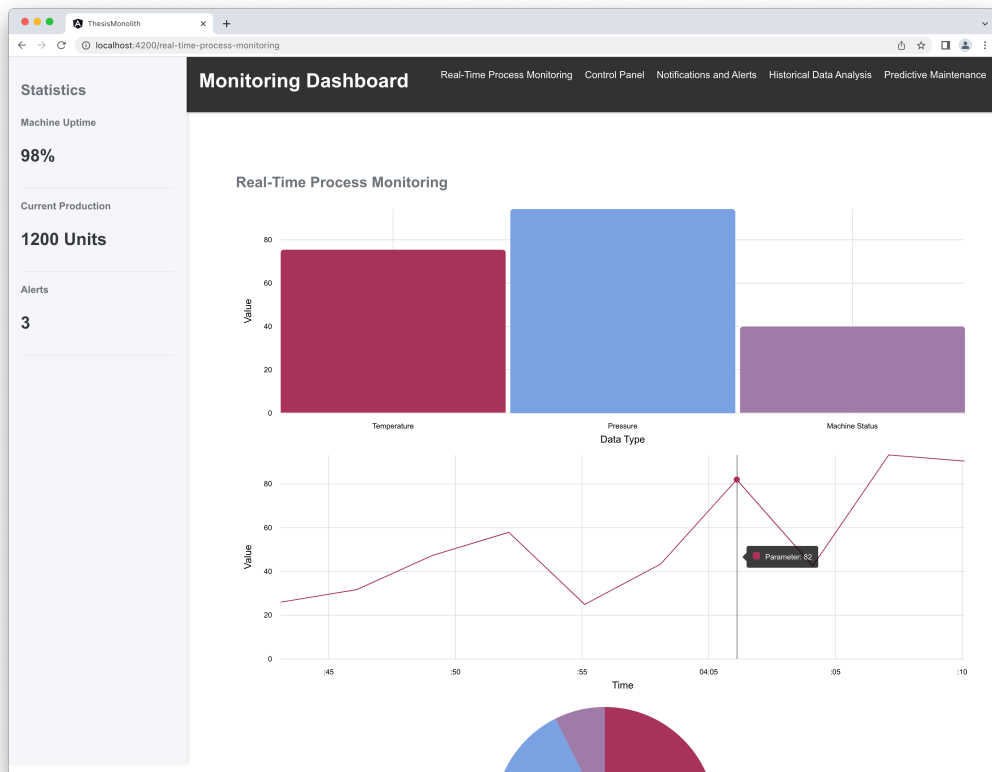 ThesisMonolith
localhost:4200/real-time-process-monitoring
Monitoring Dashboard
Real-Time Process Monitoring Control Panel Notifications and Alerts Historical Data Analysis Predictive Maintenance
Statistics
Machine Uptime
98%
Current Production
1200 Units
Alerts
3
Real-Time Process Monitoring
80
60
40
20
0
Value
Temperature Pressure Machine Status
Data Type
80
60
40
20
0
Value
Parameter: 82
:45 :50 :55 04:05 :05 :10
Time